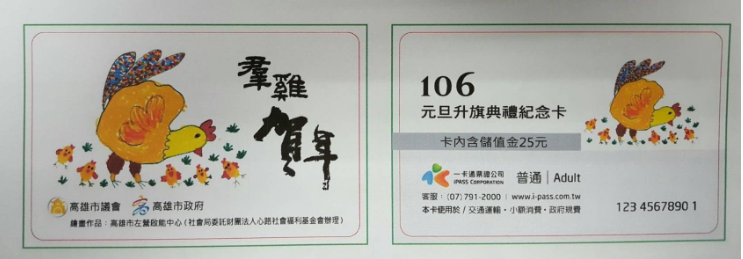 羣雞
賀年
高雄市議會 高雄市政府
繪畫作品：高雄市左營啟能中心（社會局委託財團法人心路社會福利基金會辦理）
106
元旦升旗典禮紀念卡
卡內含儲值金25元
一卡通票證公司
iPASS CORPORATION
普通 | Adult
客服：(07)791-2000 | www.i-pass.com.tw
本卡使用於 / 交通運輸・小額消費・政府規費
123 4567890 1